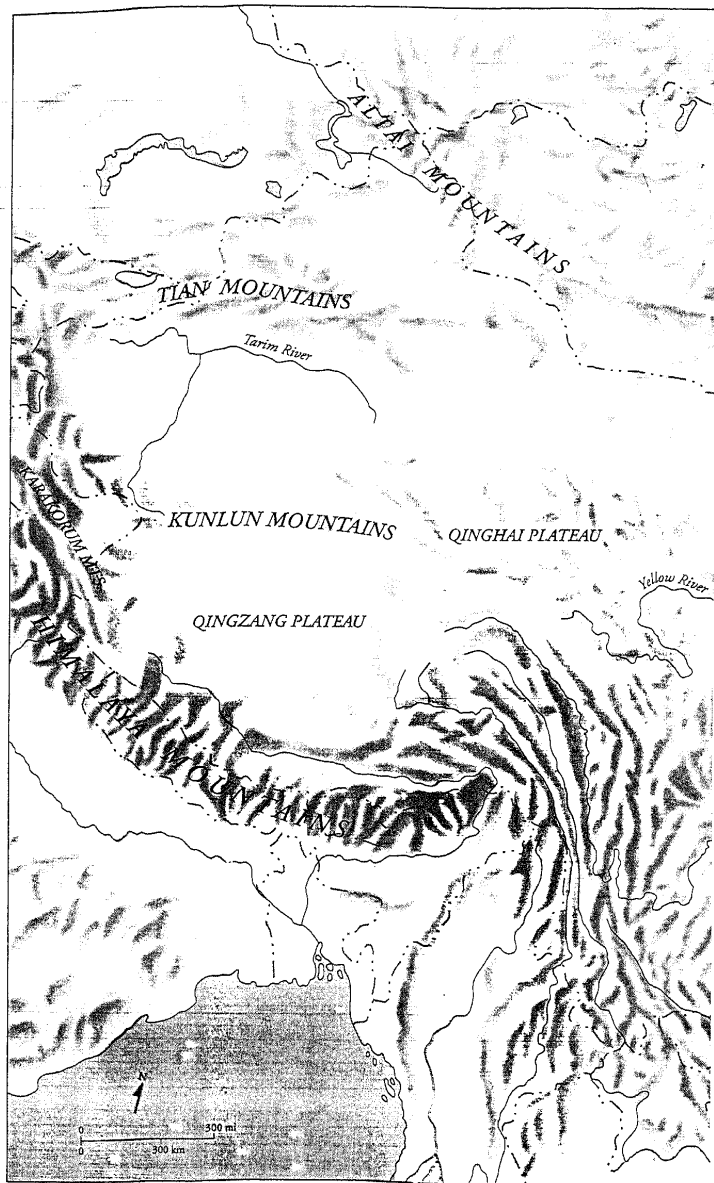 ALTAI MOUNTAINS
TIAN MOUNTAINS
Tarim River
KARAKORUM MTS.
KUNLUN MOUNTAINS
QINGHAI PLATEAU
Yellow River
QINGZANG PLATEAU
HIMALAYA MOUNTAINS
N
0 300 mi
0 300 km